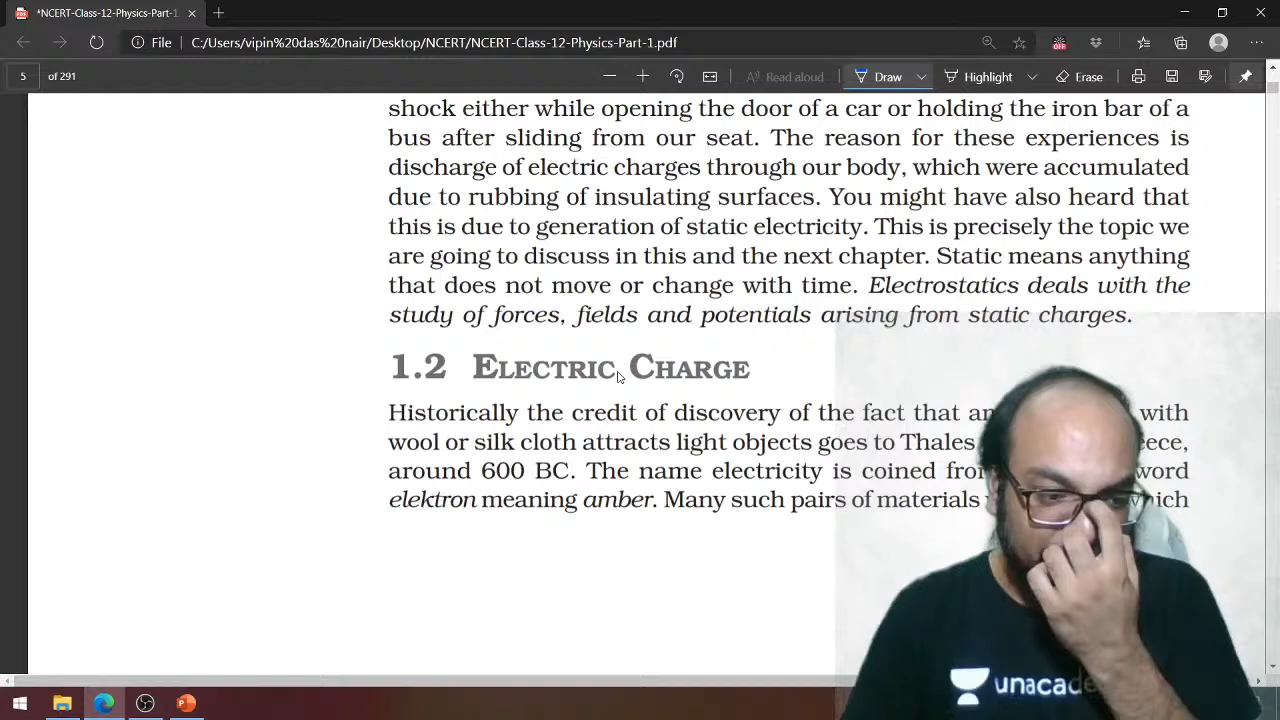 *NCERT-Class-12-Physics-Part-1.
File
C:/Users/vipin%20das%20nair/Desktop/NCERT/NCERT-Class-12-Physics-Part-1.pdf
OFF
5 of 291
Read aloud
Draw
Highlight
Erase
shock either while opening the door of a car or holding the iron bar of a
bus after sliding from our seat. The reason for these experiences is
discharge of electric charges through our body, which were accumulated
due to rubbing of insulating surfaces. You might have also heard that
this is due to generation of static electricity. This is precisely the topic we
are going to discuss in this and the next chapter. Static means anything
that does not move or change with time. Electrostatics deals with the
study of forces, fields and potentials arising from static charges.
1.2 ELECTRIC CHARGE
Historically the credit of discovery of the fact that with
wool or silk cloth attracts light objects goes to Thales
around 600 BC. The name electricity is coined word
elektron meaning amber. Many such pairs of materials
unacade